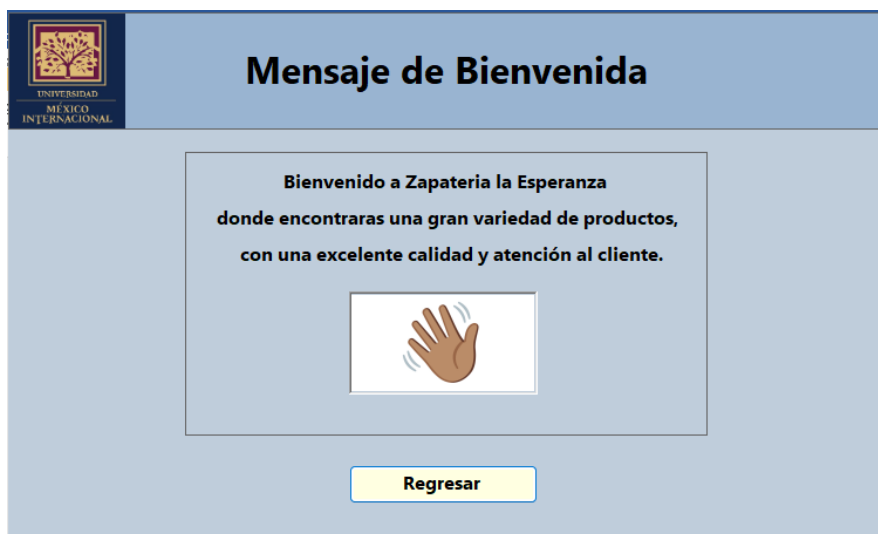 UNIVERSIDAD
MÉXICO
INTERNACIONAL
Mensaje de Bienvenida
Bienvenido a Zapateria la Esperanza
donde encontraras una gran variedad de productos,
con una excelente calidad y atención al cliente.
Regresar